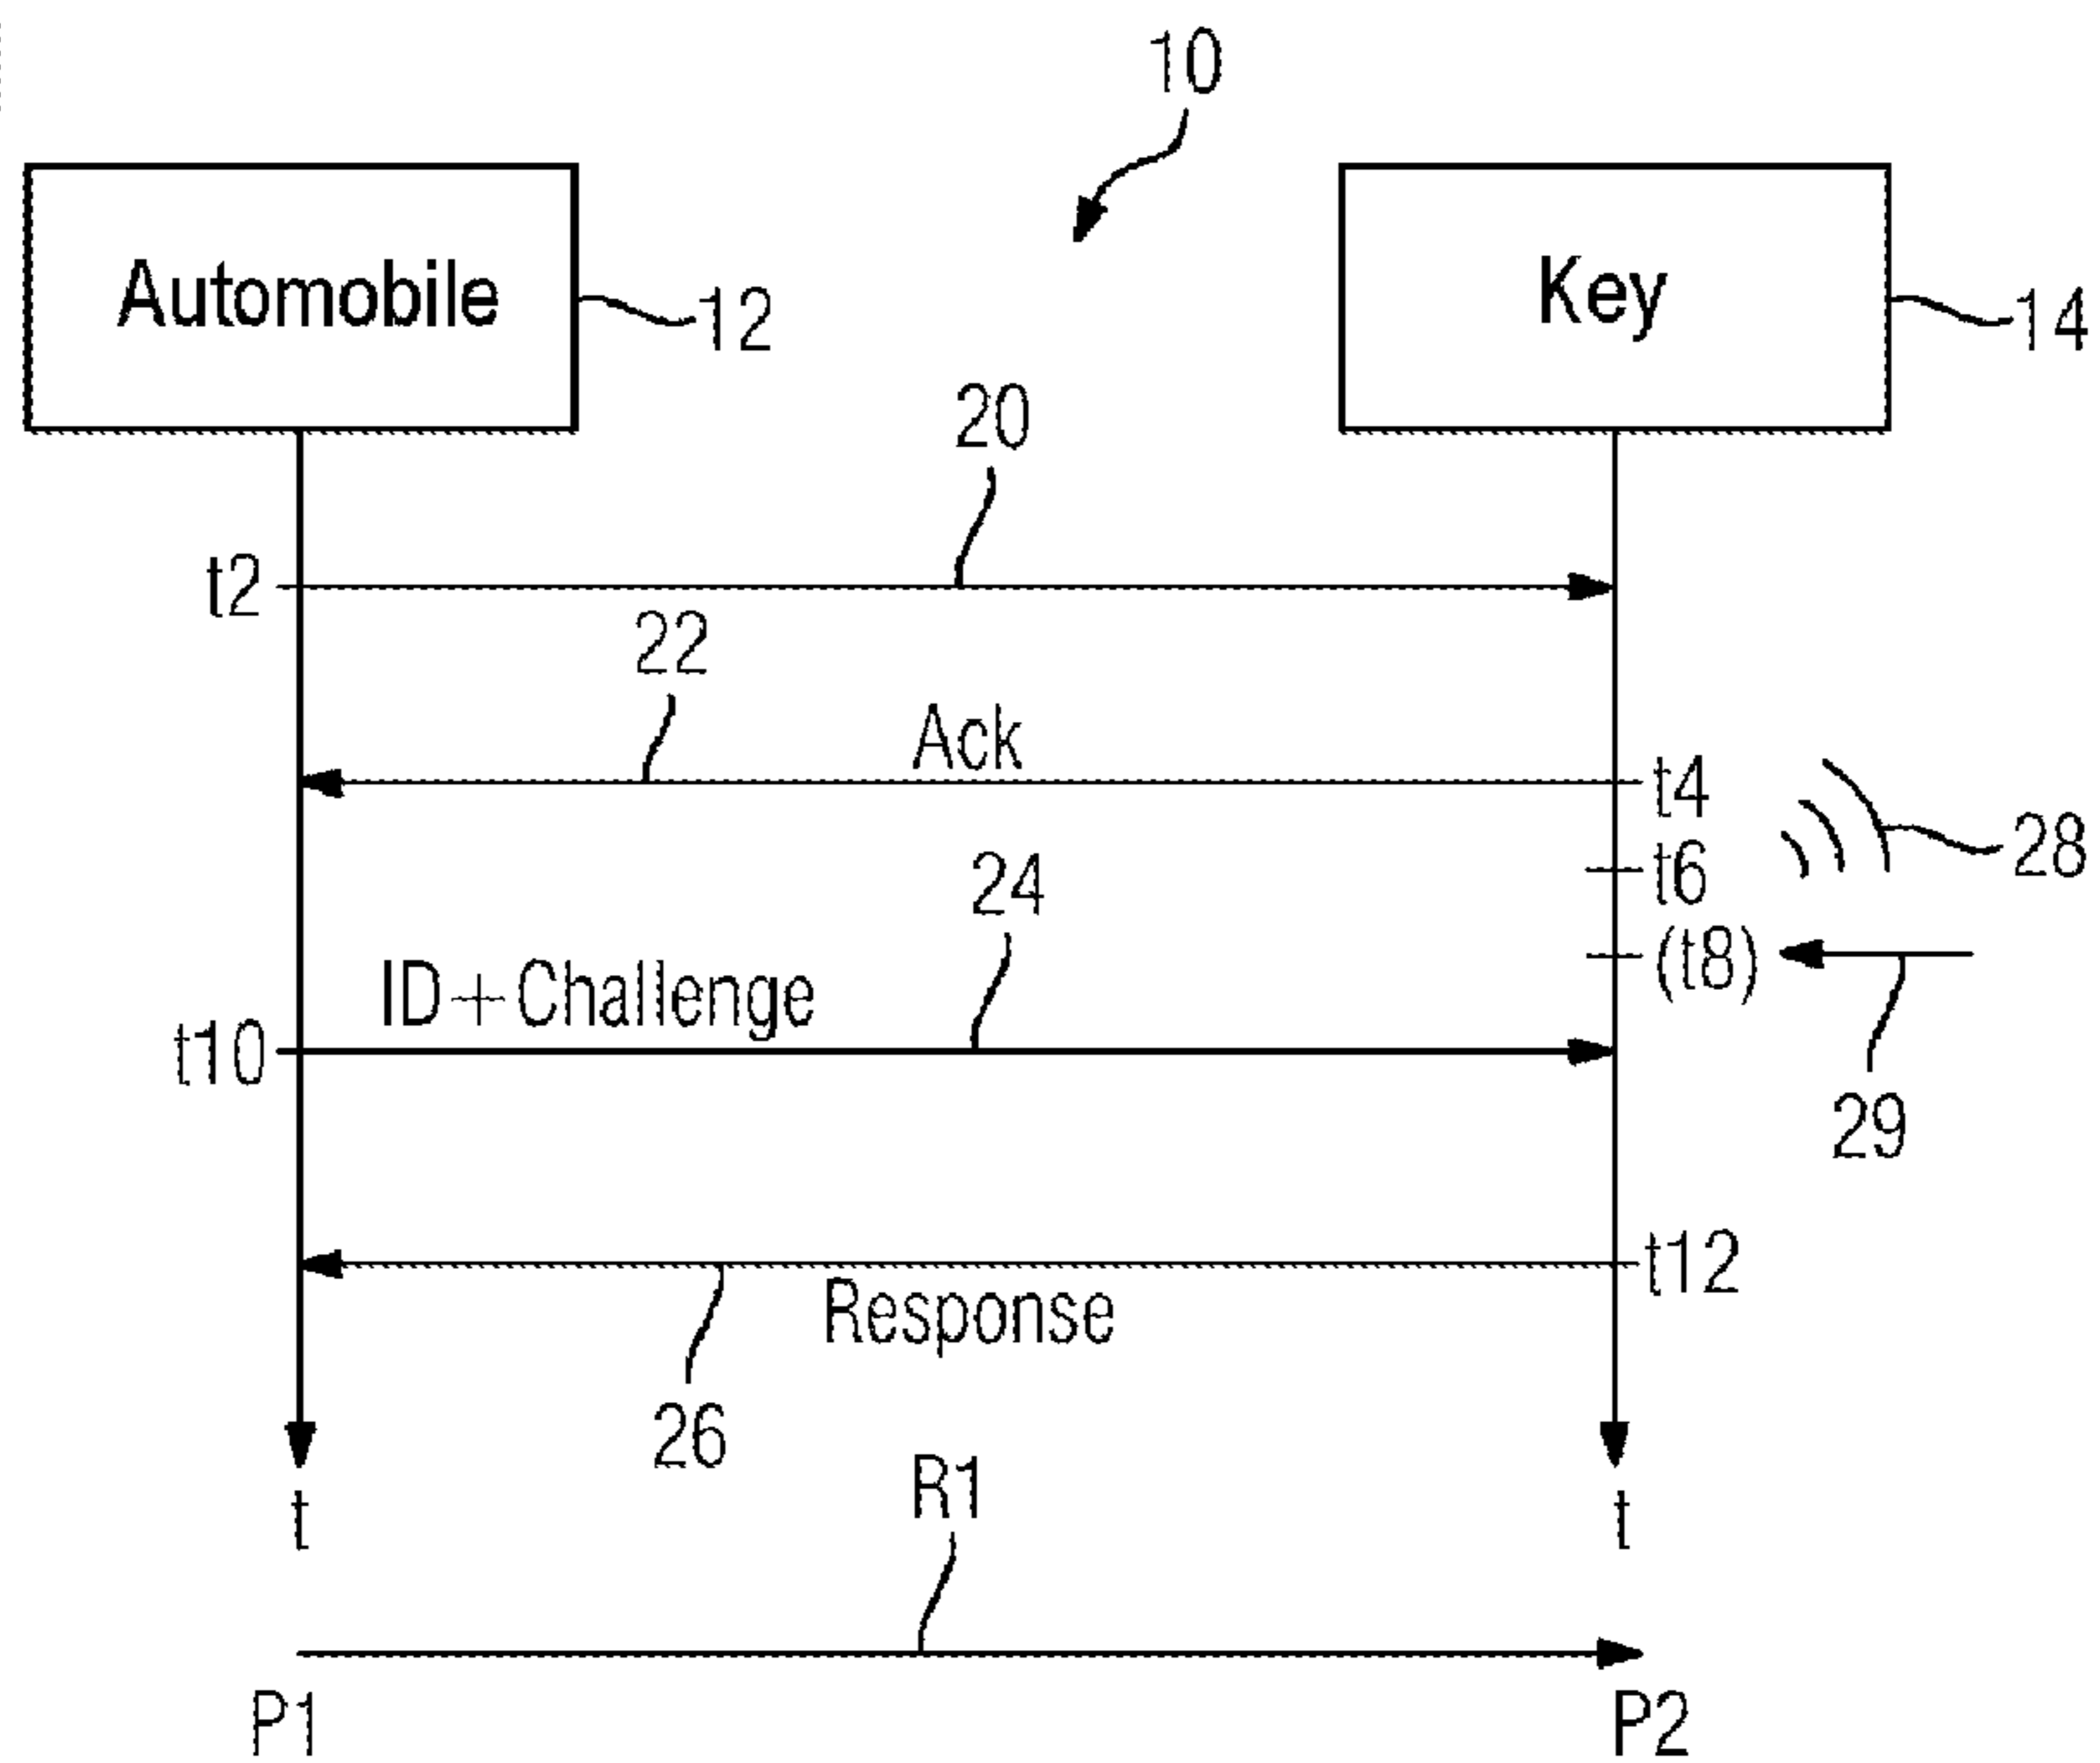 10
Automobile
12
Key
14
20
t2
22
Ack
t4
28
t6
24
(t8)
ID+Challenge
t10
29
t12
Response
26
t
t
R1
P1
P2